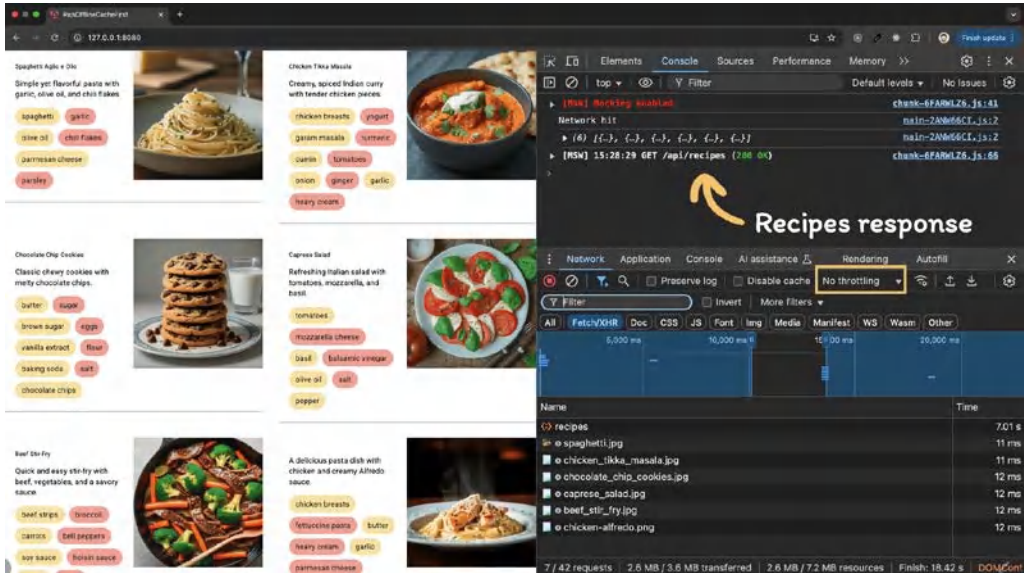 127.0.0.1:8080
Finish update
Spaghetti Aglio e Olio
Simple yet flavorful pasta with
garlic, olive oil, and chili flakes
spaghetti garlic
olive oil chili flakes
parmesan cheese
parsley
Chicken Tikka Masala
Creamy, spiced Indian curry
with tender chicken pieces
chicken breasts yogurt
garam masala turmeric
cumin tomatoes
onion ginger garlic
heavy cream
Chocolate Chip Cookies
Classic chewy cookies with
melty chocolate chips.
butter sugar
brown sugar eggs
vanilla extract flour
baking soda salt
chocolate chips
Caprese Salad
Refreshing Italian salad with
tomatoes, mozzarella, and
basil
tomatoes
mozzarella cheese
basil balsamic vinegar
olive oil salt
pepper
Beef Stir-Fry
Quick and easy stir-fry with
beef, vegetables, and a savory
sauce
beef strips broccoli
carrots bell peppers
soy sauce hoisin sauce
A delicious pasta dish with
chicken and creamy Alfredo
sauce
chicken breasts
fettuccine pasta butter
heavy cream garlic
parmesan cheese
Elements Console Sources Performance Memory
top Filter Default levels No Issues
[MSW] Mocking enabled chunk-6FARWLZ6.js:41
Network hit main-2ANW66CI.js:2
(6) [{…}, {…}, {…}, {…}, {…}, {…}] main-2ANW66CI.js:2
[MSW] 15:28:29 GET /api/recipes (200 OK) chunk-6FARWLZ6.js:66
Recipes response
Network Application Console AI assistance Rendering Autofill
Preserve log Disable cache No throttling
Filter Invert More filters
All Fetch/XHR Doc CSS JS Font Img Media Manifest WS Wasm Other
5,000 ms 10,000 ms 20,000 ms
Name Time
recipes 7.01 s
spaghetti.jpg 11 ms
chicken_tikka_masala.jpg 11 ms
chocolate_chip_cookies.jpg 12 ms
caprese_salad.jpg 12 ms
beef_stir_fry.jpg 12 ms
chicken-alfredo.png 12 ms
7 / 42 requests 2.6 MB / 3.6 MB transferred 2.6 MB / 7.2 MB resources Finish: 18.42 s DOMCont